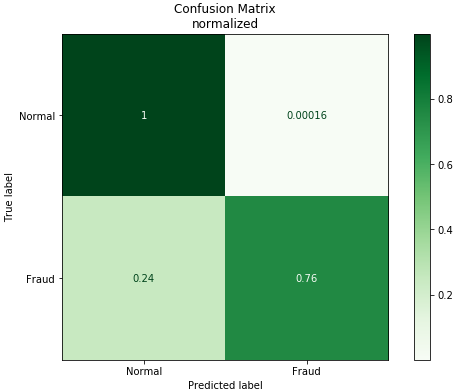 Confusion Matrix
normalized
True label
Normal
1
0.00016
Fraud
0.24
0.76
Normal
Fraud
Predicted label
0.8
0.6
0.4
0.2